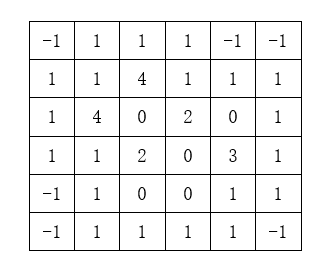 -1 1 1 1 -1 -1
1 1 4 1 1 1
1 4 0 2 0 1
1 1 2 0 3 1
-1 1 0 0 1 1
-1 1 1 1 1 -1